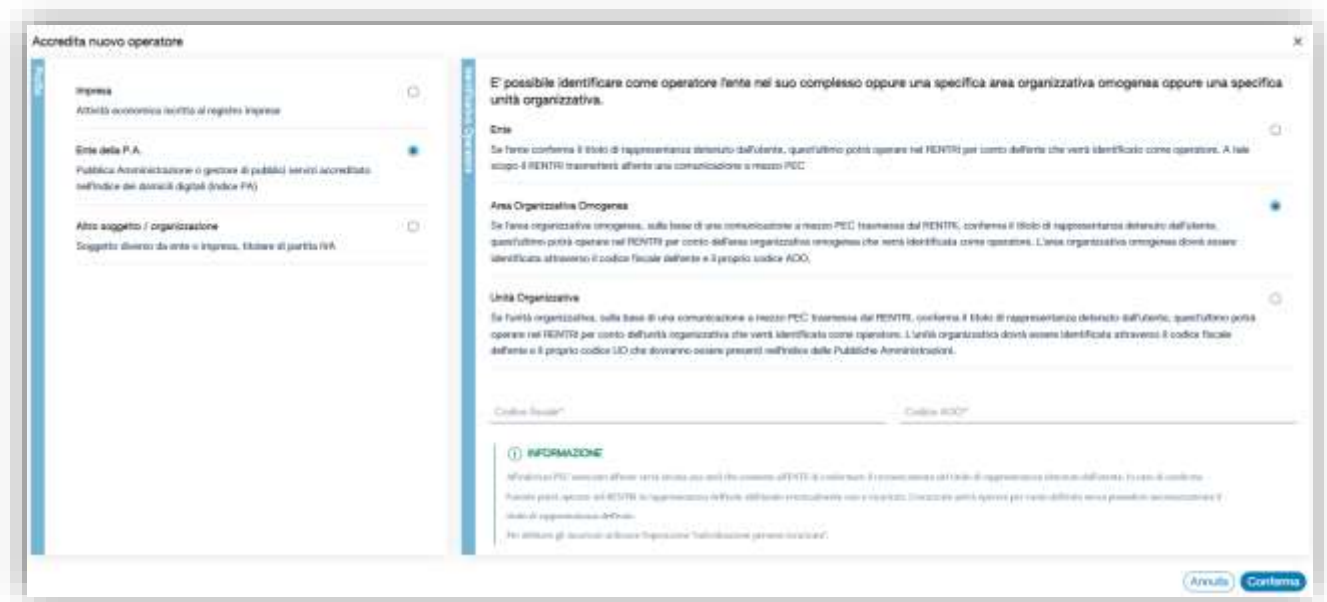 Accredita nuovo operatore
Profilo
Impresa
Attività economica iscritta al registro imprese
Ente della P.A.
Pubblica Amministrazione o gestore di pubblici servizi accreditato
nell'indice dei domicili digitali (Indice PA)
Altro soggetto / organizzazione
Soggetto diverso da ente o impresa, titolare di partita IVA
Identificativo Operatore
E' possibile identificare come operatore l'ente nel suo complesso oppure una specifica area organizzativa omogenea oppure una specifica
unità organizzativa.
Ente
Se l'ente conferma il titolo di rappresentanza detenuto dall'utente, quest'ultimo potrà operare nel RENTRI per conto dell'ente che verrà identificato come operatore. A tale
scopo il RENTRI trasmetterà all'ente una comunicazione a mezzo PEC
Area Organizzativa Omogenea
Se l'area organizzativa omogenea, sulla base di una comunicazione a mezzo PEC trasmessa dal RENTRI, conferma il titolo di rappresentanza detenuto dall'utente,
quest'ultimo potrà operare nel RENTRI per conto dell'area organizzativa omogenea che verrà identificata come operatore. L'area organizzativa omogenea dovrà essere
identificata attraverso il codice fiscale dell'ente e il proprio codice AOO.
Unità Organizzativa
Se l'unità organizzativa, sulla base di una comunicazione a mezzo PEC trasmessa dal RENTRI, conferma il titolo di rappresentanza detenuto dall'utente, quest'ultimo potrà
operare nel RENTRI per conto dell'unità organizzativa che verrà identificata come operatore. L'unità organizzativa dovrà essere identificata attraverso il codice fiscale
dell'ente e il proprio codice UO che dovranno essere presenti nell'Indice delle Pubbliche Amministrazioni.
Codice fiscale*
Codice AOO*
INFORMAZIONE
titolo di rappresentanza dell'ente.
Annulla
Conferma